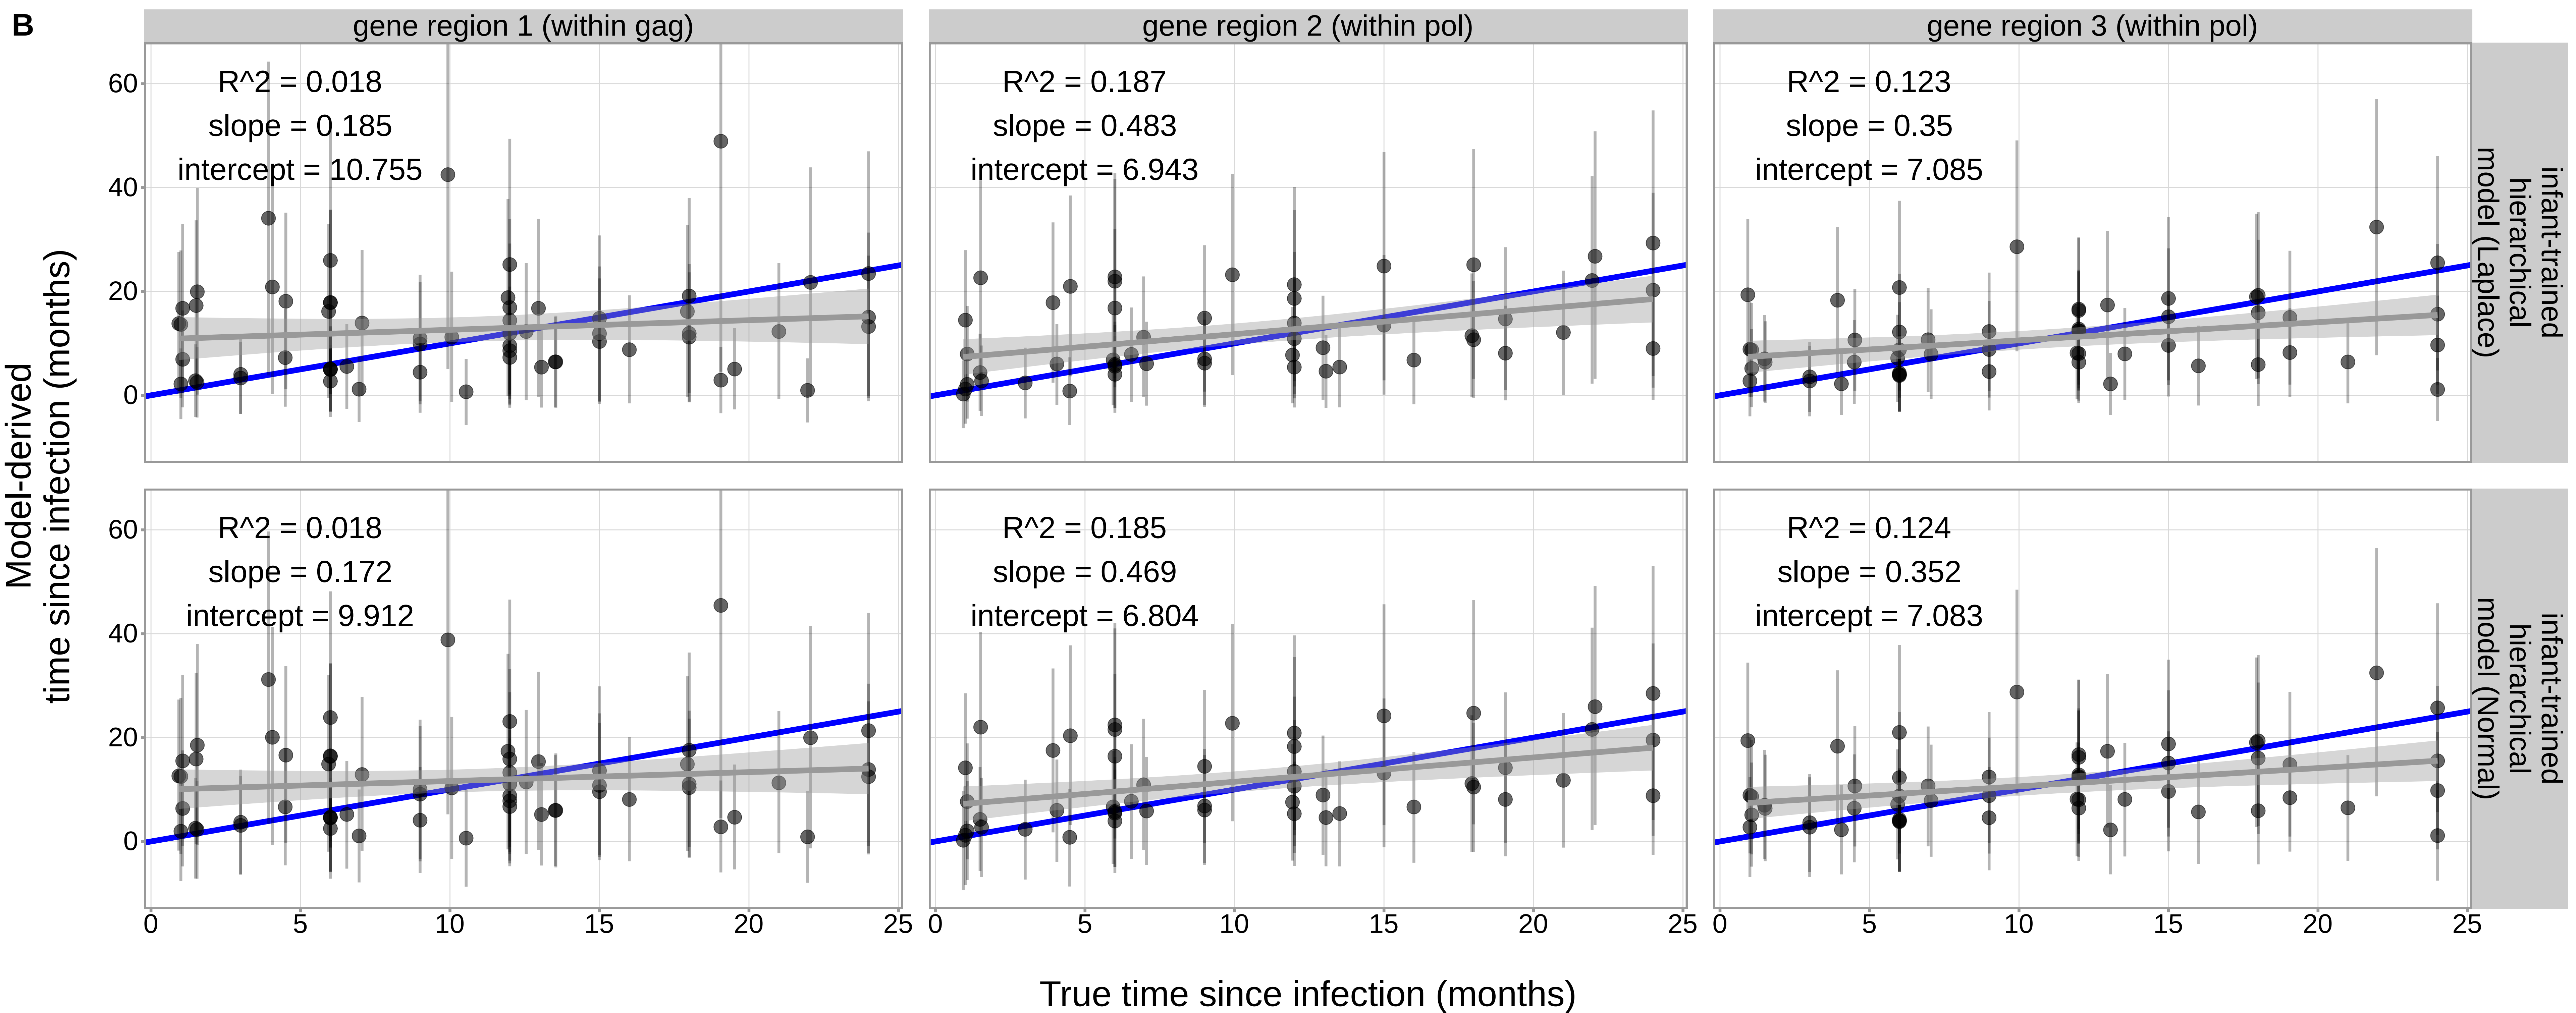 B
gene region 1 (within gag)
gene region 2 (within pol)
gene region 3 (within pol)
Model-derived
time since infection (months)
60
40
20
0
R^2 = 0.018
slope = 0.185
intercept = 10.755
R^2 = 0.187
slope = 0.483
intercept = 6.943
R^2 = 0.123
slope = 0.35
intercept = 7.085
infant-trained
hierarchical
model (Laplace)
60
40
20
0
R^2 = 0.018
slope = 0.172
intercept = 9.912
R^2 = 0.185
slope = 0.469
intercept = 6.804
R^2 = 0.124
slope = 0.352
intercept = 7.083
infant-trained
hierarchical
model (Normal)
0 5 10 15 20 25
0 5 10 15 20 25
0 5 10 15 20 25
True time since infection (months)